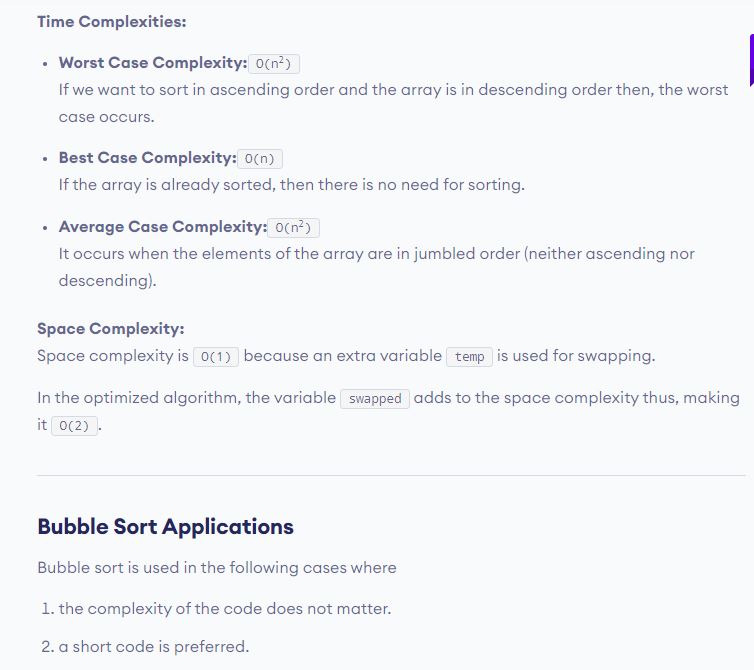 Time Complexities:
• Worst Case Complexity: O(n²)
If we want to sort in ascending order and the array is in descending order then, the worst
case occurs.
• Best Case Complexity: O(n)
If the array is already sorted, then there is no need for sorting.
• Average Case Complexity: O(n²)
It occurs when the elements of the array are in jumbled order (neither ascending nor
descending).
Space Complexity:
Space complexity is O(1) because an extra variable temp is used for swapping.
In the optimized algorithm, the variable swapped adds to the space complexity thus, making
it O(2).
Bubble Sort Applications
Bubble sort is used in the following cases where
1. the complexity of the code does not matter.
2. a short code is preferred.